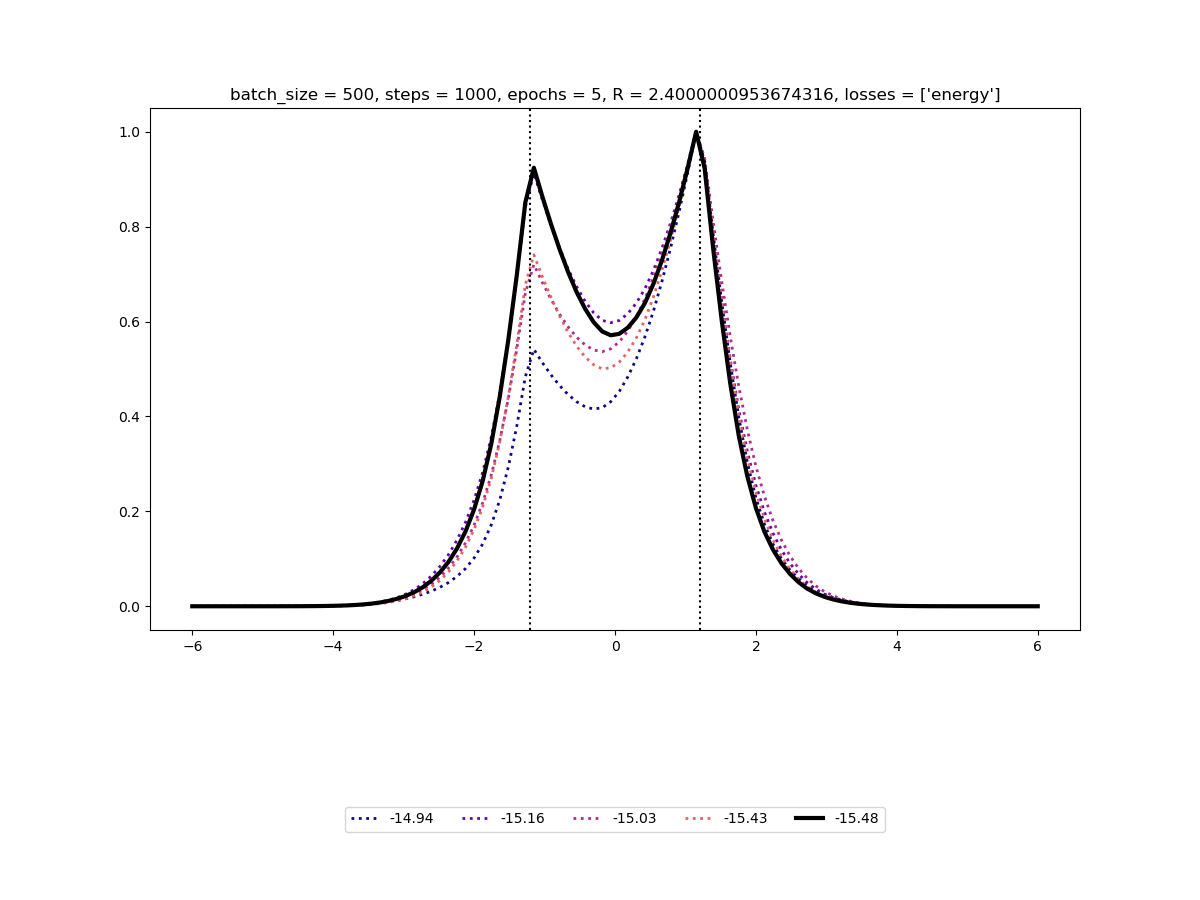 batch_size = 500, steps = 1000, epochs = 5, R = 2.4000000953674316, losses = ['energy']
1.0
0.8
0.6
0.4
0.2
0.0
−6 −4 −2 0 2 4 6
-14.94 -15.16 -15.03 -15.43 -15.48